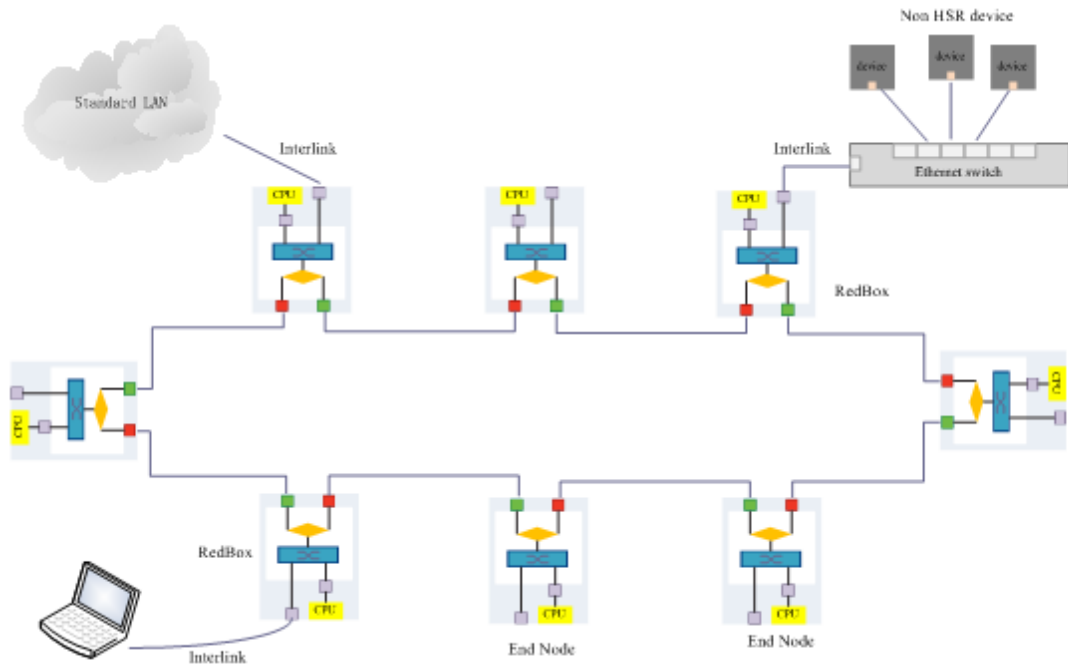 Non HSR device
device
device
device
Standard LAN
Interlink
Interlink
Ethernet switch
CPU
CPU
CPU
RedBox
CPU
CPU
RedBox
CPU
CPU
CPU
End Node
End Node
Interlink